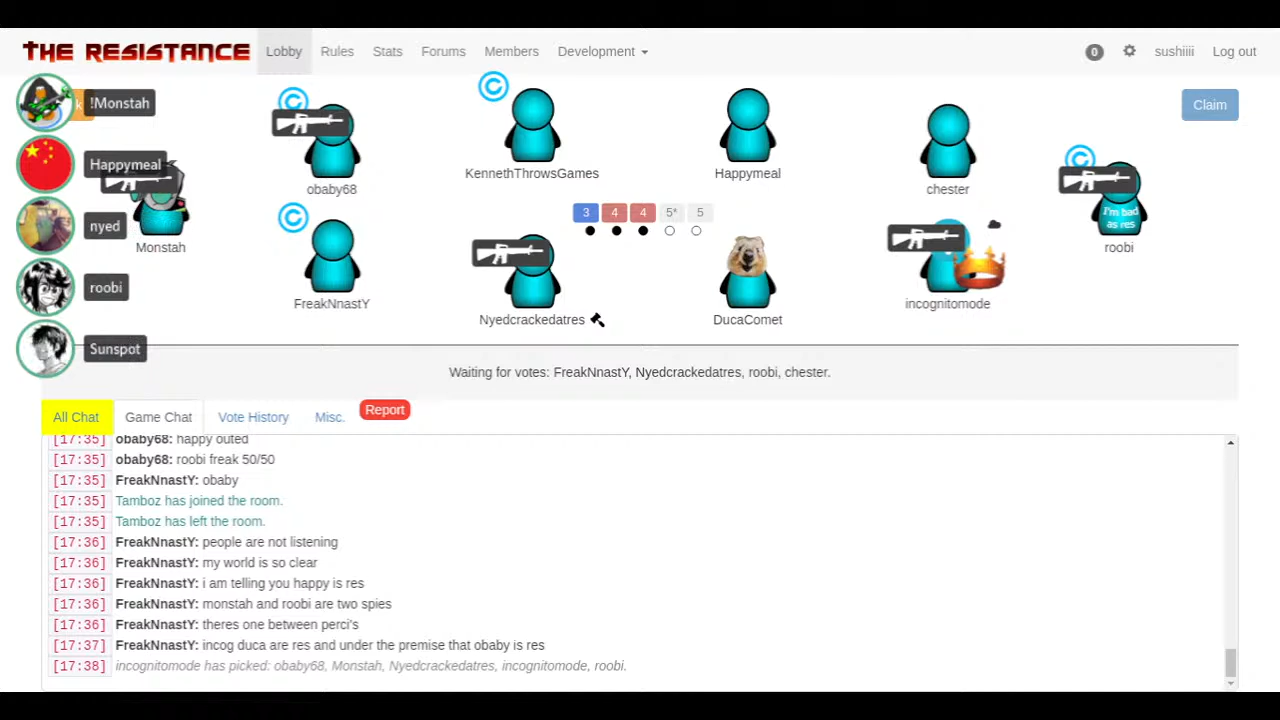 THE RESISTANCE Lobby Rules Stats Forums Members Development 0 sushiiii Log out
!Monstah
Claim
Happymeal
nyed
roobi
Sunspot
KennethThrowsGames
Happymeal
obaby68
chester
I'm bad
as res
Monstah
roobi
3 4 4 5* 5
FreakNnastY
incognitomode
Nyedcrackedatres
DucaComet
Waiting for votes: FreakNnastY, Nyedcrackedatres, roobi, chester.
All Chat Game Chat Vote History Misc. Report
[17:35] obaby68: happy outed
[17:35] obaby68: roobi freak 50/50
[17:35] FreakNnastY: obaby
[17:35] Tamboz has joined the room.
[17:35] Tamboz has left the room.
[17:36] FreakNnastY: people are not listening
[17:36] FreakNnastY: my world is so clear
[17:36] FreakNnastY: i am telling you happy is res
[17:36] FreakNnastY: monstah and roobi are two spies
[17:36] FreakNnastY: theres one between perci's
[17:37] FreakNnastY: incog duca are res and under the premise that obaby is res
[17:38] incognitomode has picked: obaby68, Monstah, Nyedcrackedatres, incognitomode, roobi.